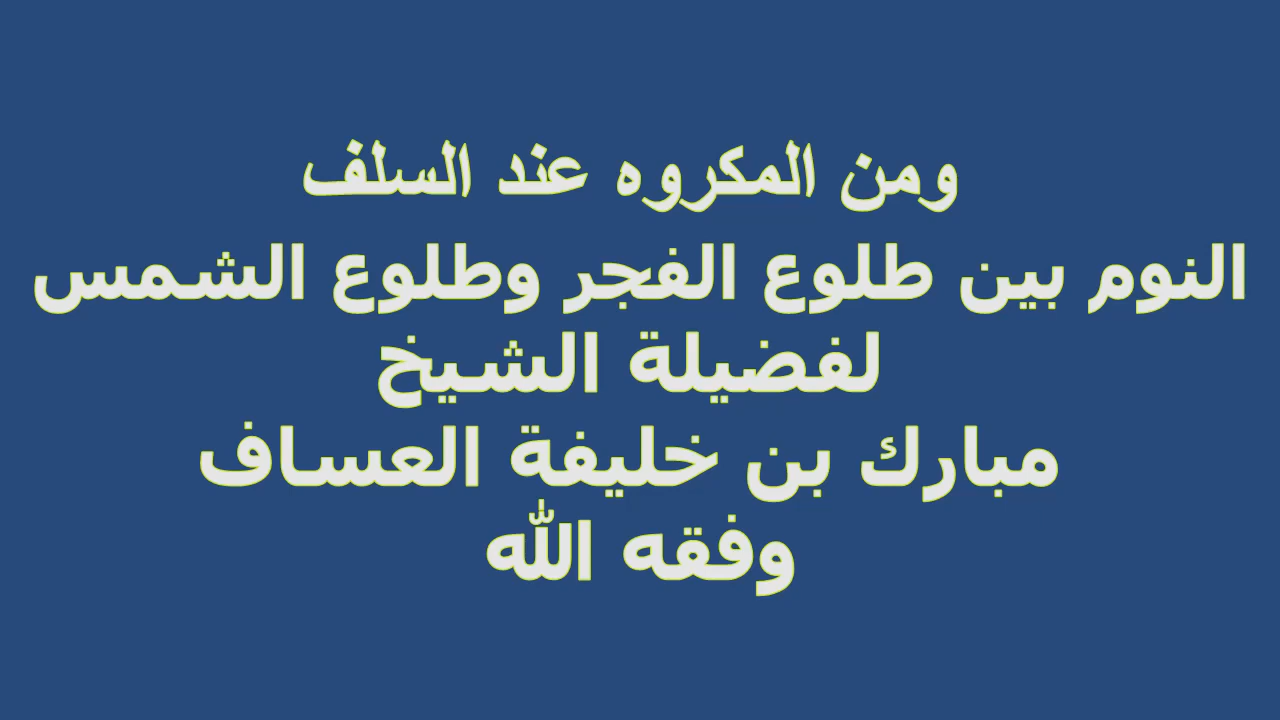 ومن المكروه عند السلف
النوم بين طلوع الفجر وطلوع الشمس
لفضيلة الشيخ
مبارك بن خليفة العساف
وفقه الله